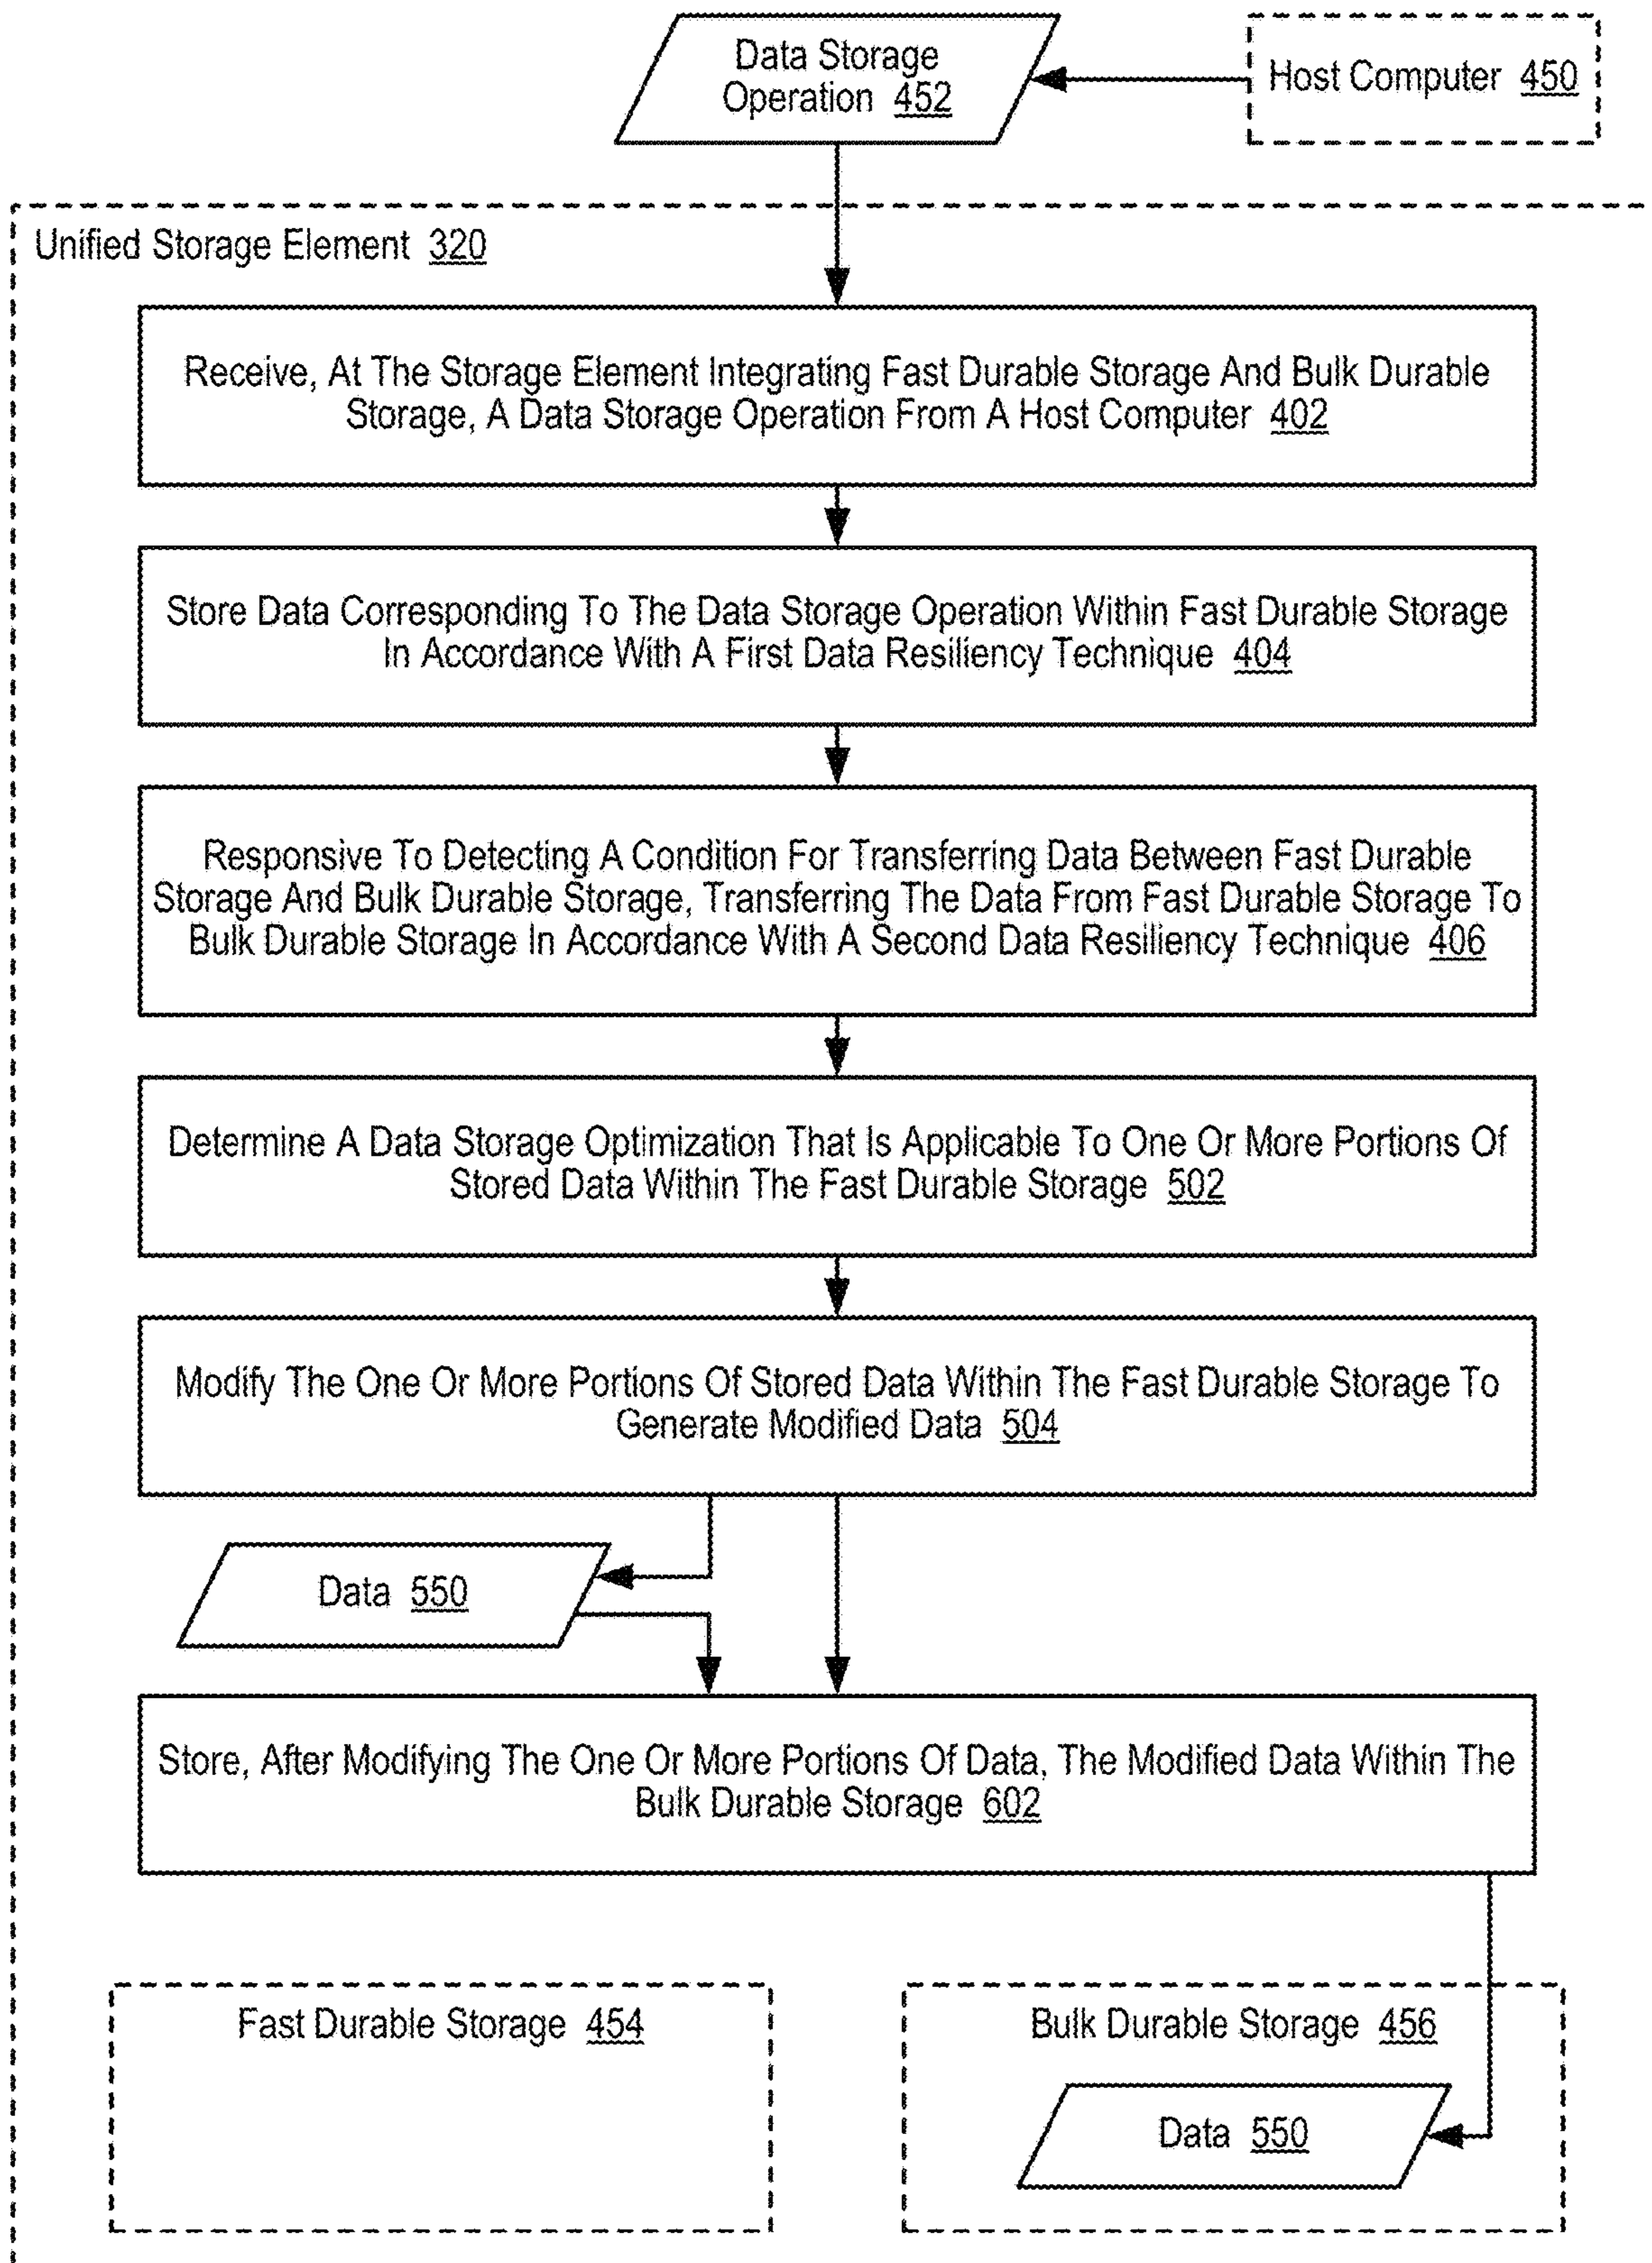 Data Storage
Operation 452
Host Computer 450
Unified Storage Element 320
Receive, At The Storage Element Integrating Fast Durable Storage And Bulk Durable
Storage, A Data Storage Operation From A Host Computer 402
Store Data Corresponding To The Data Storage Operation Within Fast Durable Storage
In Accordance With A First Data Resiliency Technique 404
Responsive To Detecting A Condition For Transferring Data Between Fast Durable
Storage And Bulk Durable Storage, Transferring The Data From Fast Durable Storage To
Bulk Durable Storage In Accordance With A Second Data Resiliency Technique 406
Determine A Data Storage Optimization That Is Applicable To One Or More Portions Of
Stored Data Within The Fast Durable Storage 502
Modify The One Or More Portions Of Stored Data Within The Fast Durable Storage To
Generate Modified Data 504
Data 550
Store, After Modifying The One Or More Portions Of Data, The Modified Data Within The
Bulk Durable Storage 602
Fast Durable Storage 454
Bulk Durable Storage 456
Data 550